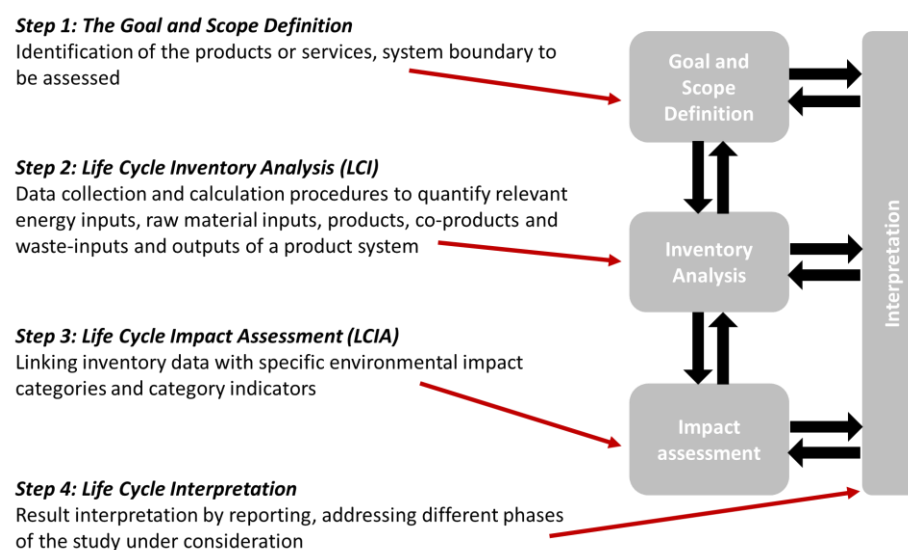 Step 1: The Goal and Scope Definition
Identification of the products or services, system boundary to
be assessed
Goal and
Scope
Definition
Step 2: Life Cycle Inventory Analysis (LCI)
Data collection and calculation procedures to quantify relevant
energy inputs, raw material inputs, products, co-products and
waste-inputs and outputs of a product system
Inventory
Analysis
Interpretation
Step 3: Life Cycle Impact Assessment (LCIA)
Linking inventory data with specific environmental impact
categories and category indicators
Impact
assessment
Step 4: Life Cycle Interpretation
Result interpretation by reporting, addressing different phases
of the study under consideration